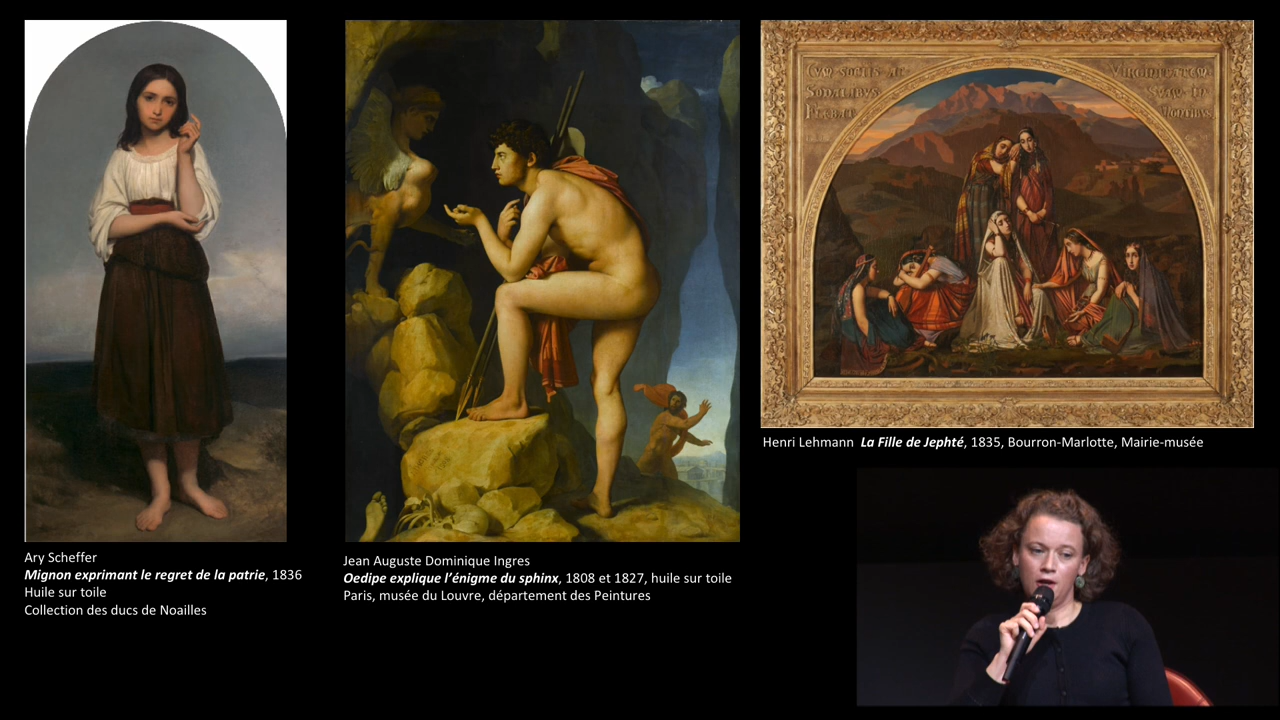 Ary Scheffer
Mignon exprimant le regret de la patrie, 1836
Huile sur toile
Collection des ducs de Noailles
Jean Auguste Dominique Ingres
Oedipe explique l’énigme du sphinx, 1808 et 1827, huile sur toile
Paris, musée du Louvre, département des Peintures
SODALIBVS
Henri Lehmann La Fille de Jephté, 1835, Bourron-Marlotte, Mairie-musée